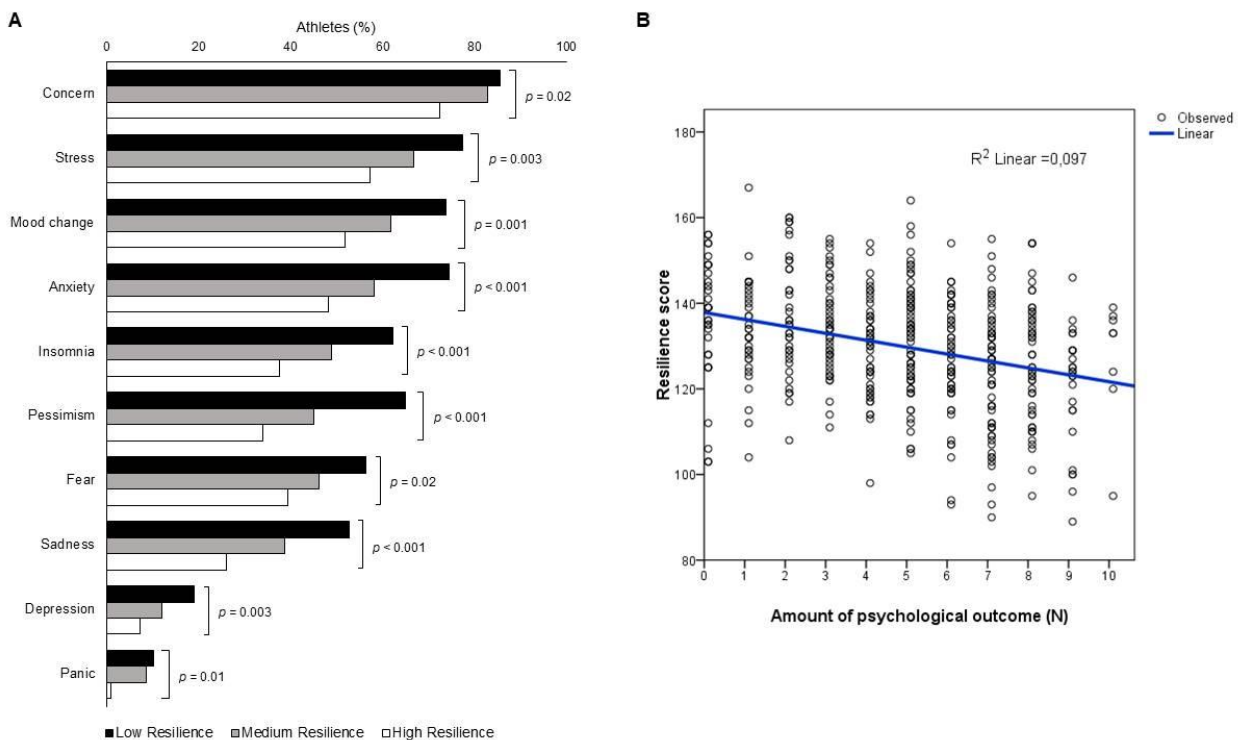 A
Athletes (%)
0 20 40 60 80 100
Concern
p = 0.02
Stress
p = 0.003
Mood change
p = 0.001
Anxiety
p < 0.001
Insomnia
p < 0.001
Pessimism
p < 0.001
Fear
p = 0.02
Sadness
p < 0.001
Depression
p = 0.003
Panic
p = 0.01
Low Resilience Medium Resilience High Resilience
B
Observed
Linear
R² Linear =0,097
180
160
140
120
100
80
Resilience score
0 1 2 3 4 5 6 7 8 9 10
Amount of psychological outcome (N)